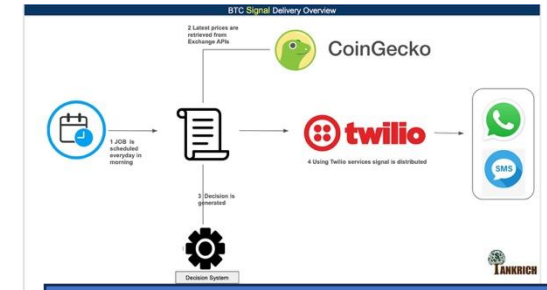 BTC Signal Delivery Overview
2 Latest prices are
retrieved from
Exchange APIs
CoinGecko
1 JOB is
scheduled
everyday in
morning
twilio
4 Using Twilio services signal is distributed
SMS
3 Decision is
generated
Decision System
TANKRICH